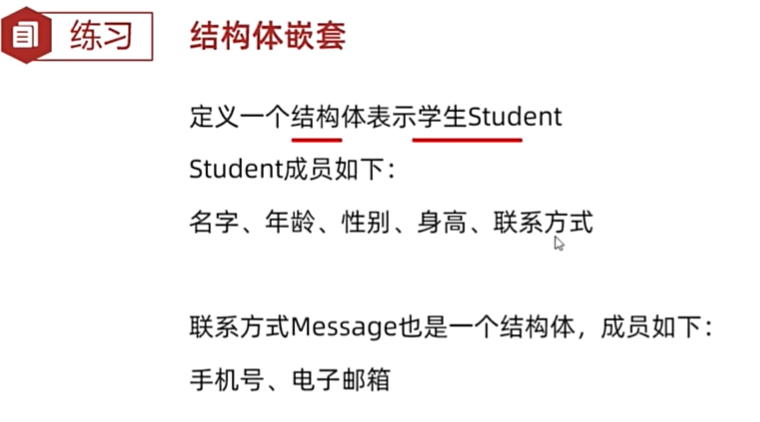 练习
结构体嵌套
定义一个结构体表示学生Student
Student成员如下：
名字、年龄、性别、身高、联系方式
联系方式Message也是一个结构体，成员如下：
手机号、电子邮箱